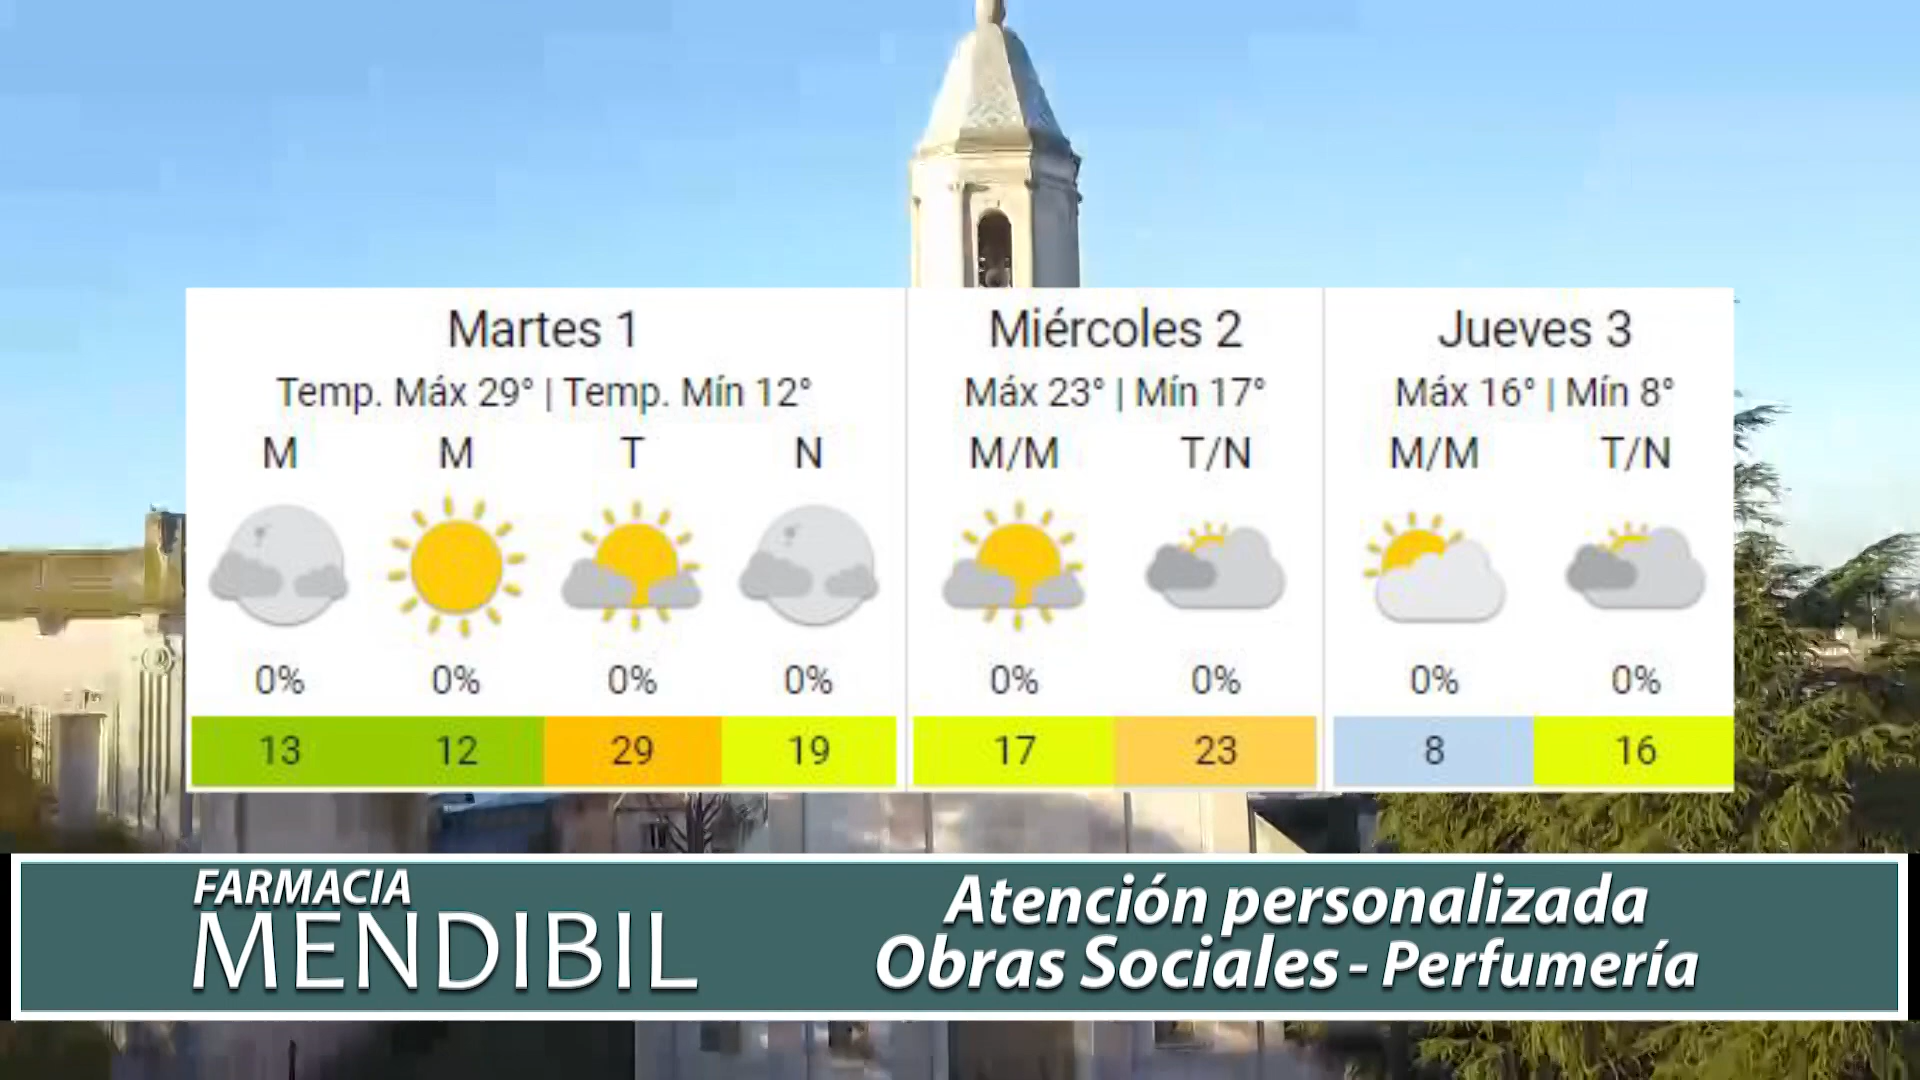 Martes 1
Temp. Máx 29° | Temp. Mín 12°
M M T N
0% 0% 0% 0%
13 12 29 19
Miércoles 2
Máx 23° | Mín 17°
M/M T/N
0% 0%
17 23
Jueves 3
Máx 16° | Mín 8°
M/M T/N
0% 0%
8 16
FARMACIA
MENDIBIL
Atención personalizada
Obras Sociales - Perfumería